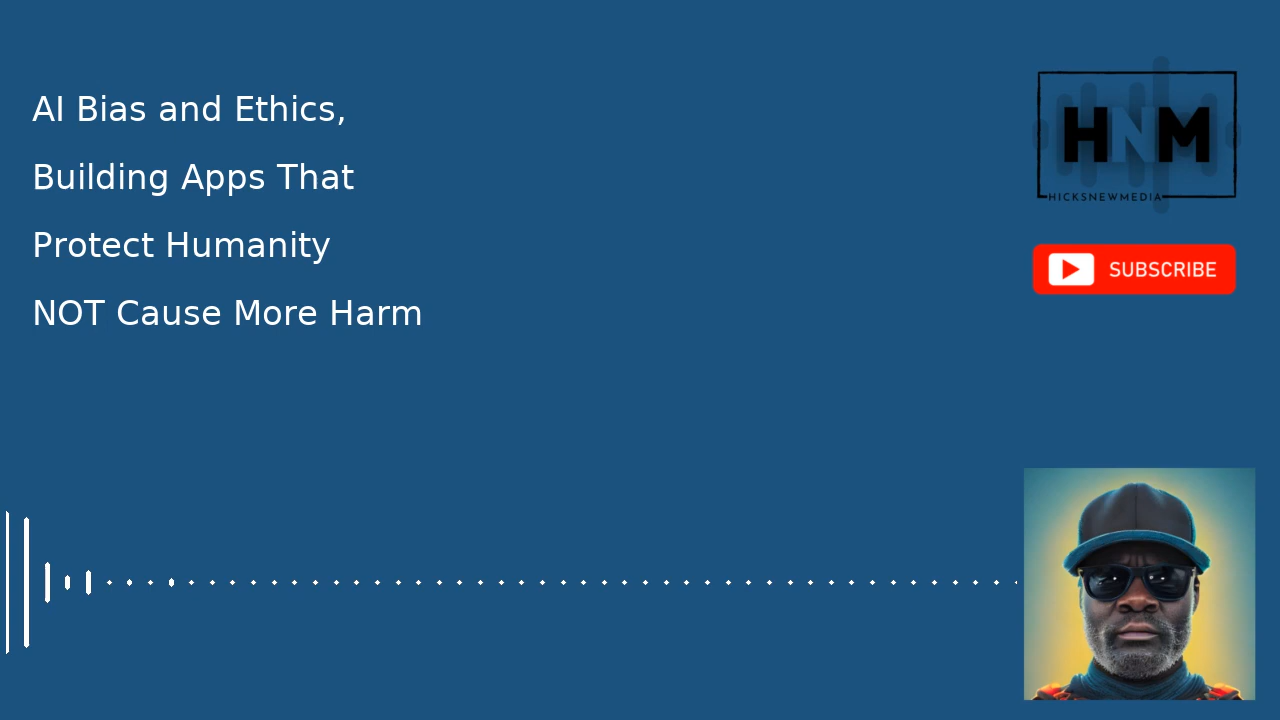 AI Bias and Ethics,
Building Apps That
Protect Humanity
NOT Cause More Harm
HNM
HICKSNEWMEDIA
SUBSCRIBE